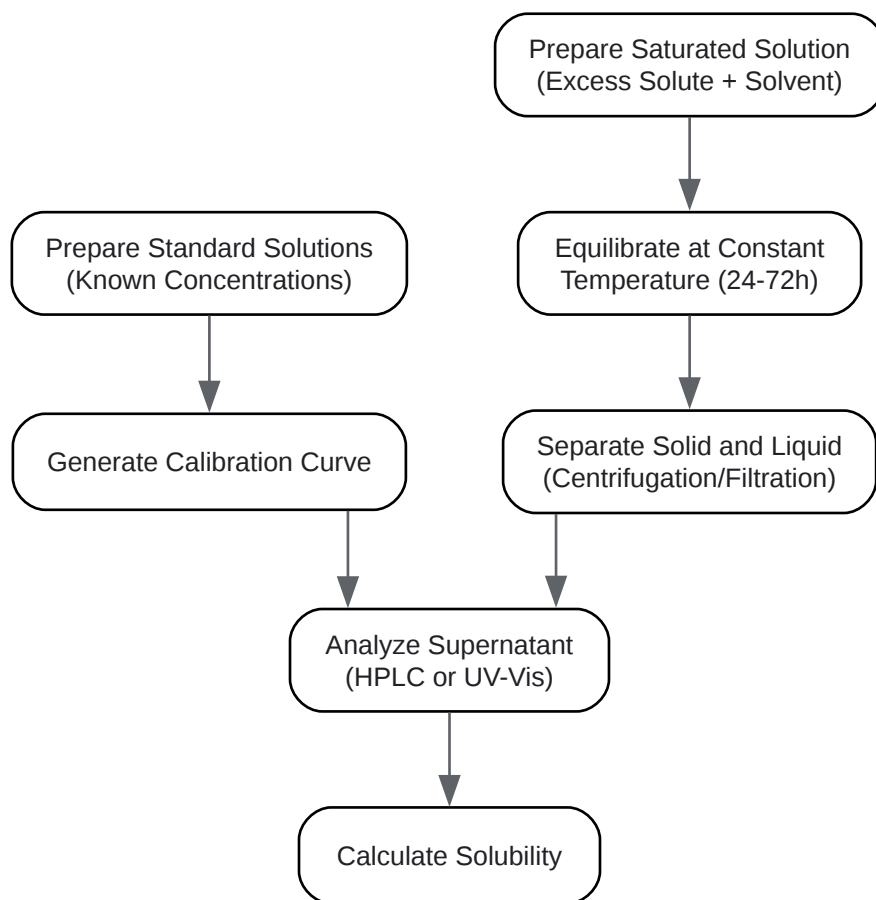 Prepare Saturated Solution
(Excess Solute + Solvent)
Prepare Standard Solutions
(Known Concentrations)
Equilibrate at Constant
Temperature (24-72h)
Generate Calibration Curve
Separate Solid and Liquid
(Centrifugation/Filtration)
Analyze Supernatant
(HPLC or UV-Vis)
Calculate Solubility